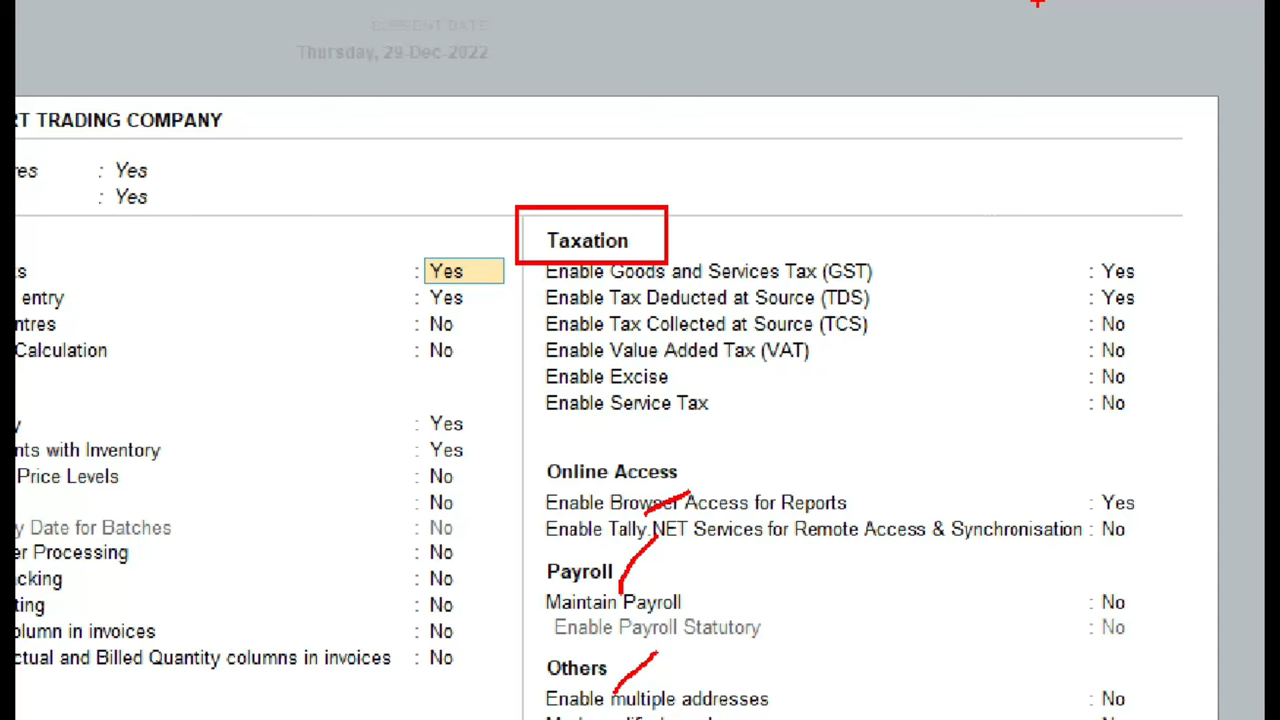 CURRENT DATE
Thursday, 29-Dec-2022
RT TRADING COMPANY
res : Yes
: Yes
s : Yes
entry : Yes
ntres : No
Calculation : No
y : Yes
nts with Inventory : Yes
Price Levels : No
: No
y Date for Batches : No
er Processing : No
cking : No
ting : No
olumn in invoices : No
ctual and Billed Quantity columns in invoices : No
Taxation
Enable Goods and Services Tax (GST) : Yes
Enable Tax Deducted at Source (TDS) : Yes
Enable Tax Collected at Source (TCS) : No
Enable Value Added Tax (VAT) : No
Enable Excise : No
Enable Service Tax : No
Online Access
Enable Browser Access for Reports : Yes
Enable Tally.NET Services for Remote Access & Synchronisation : No
Payroll
Maintain Payroll : No
Enable Payroll Statutory : No
Others
Enable multiple addresses : No